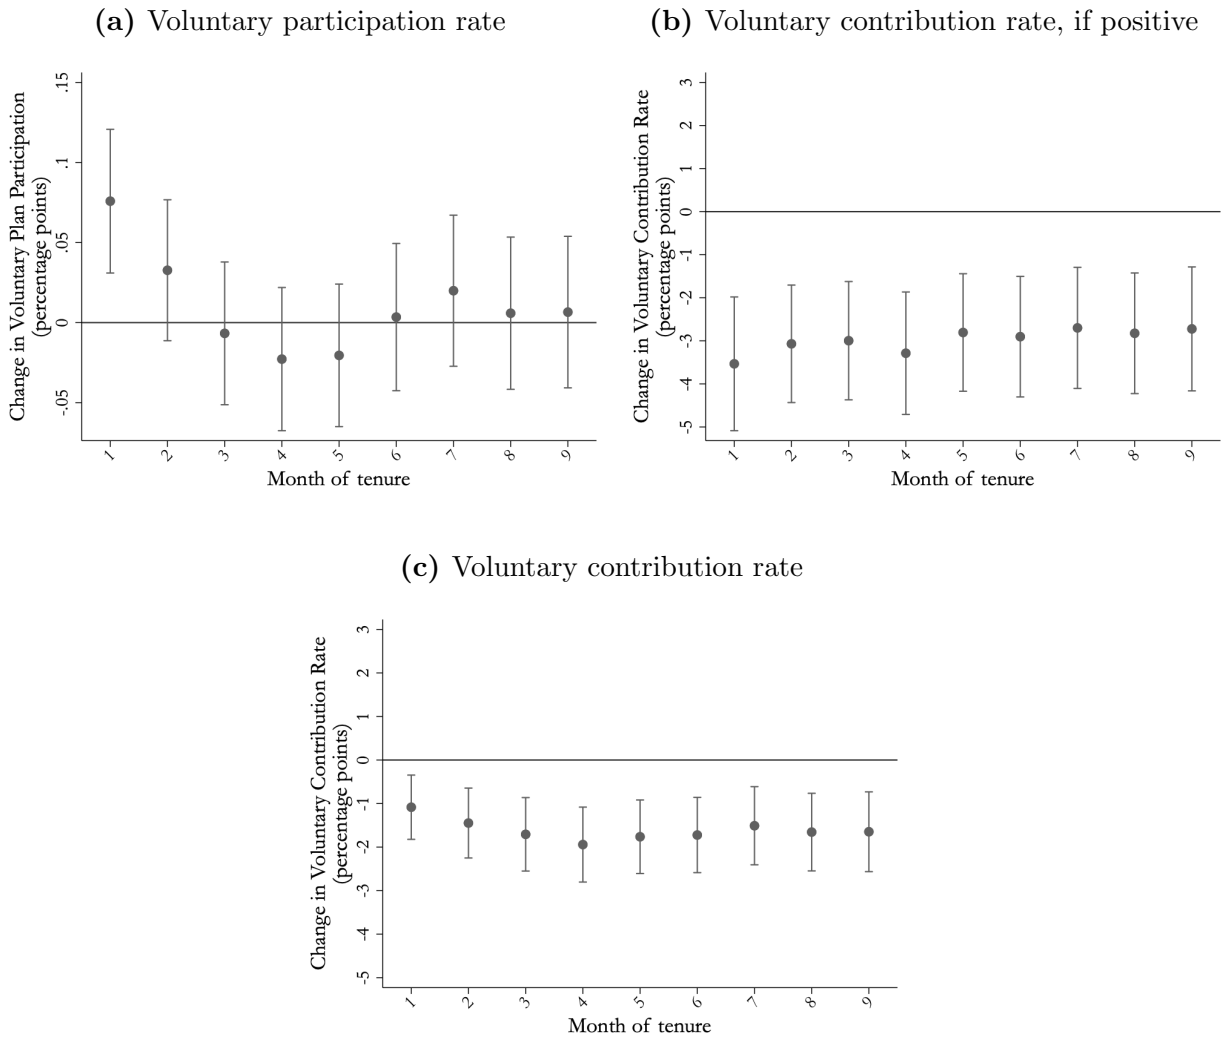 (a) Voluntary participation rate
Change in Voluntary Plan Participation
(percentage points)
.15
.1
.05
0
-.05
1 2 3 4 5 6 7 8 9
Month of tenure
(b) Voluntary contribution rate, if positive
Change in Voluntary Contribution Rate
(percentage points)
3
2
1
0
-1
-2
-3
-4
-5
1 2 3 4 5 6 7 8 9
Month of tenure
(c) Voluntary contribution rate
Change in Voluntary Contribution Rate
(percentage points)
3
2
1
0
-1
-2
-3
-4
-5
1 2 3 4 5 6 7 8 9
Month of tenure